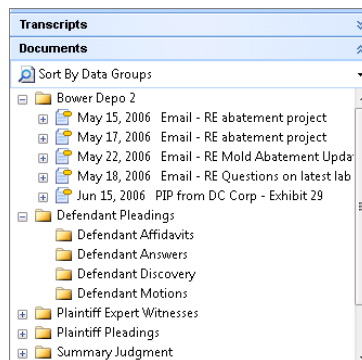 Transcripts
Documents
Sort By Data Groups
Bower Depo 2
May 15, 2006 Email - RE abatement project
May 17, 2006 Email - RE abatement project
May 22, 2006 Email - RE Mold Abatement Upda
May 18, 2006 Email - RE Questions on latest lab
Jun 15, 2006 PIP from DC Corp - Exhibit 29
Defendant Pleadings
Defendant Affidavits
Defendant Answers
Defendant Discovery
Defendant Motions
Plaintiff Expert Witnesses
Plaintiff Pleadings
Summary Judgment